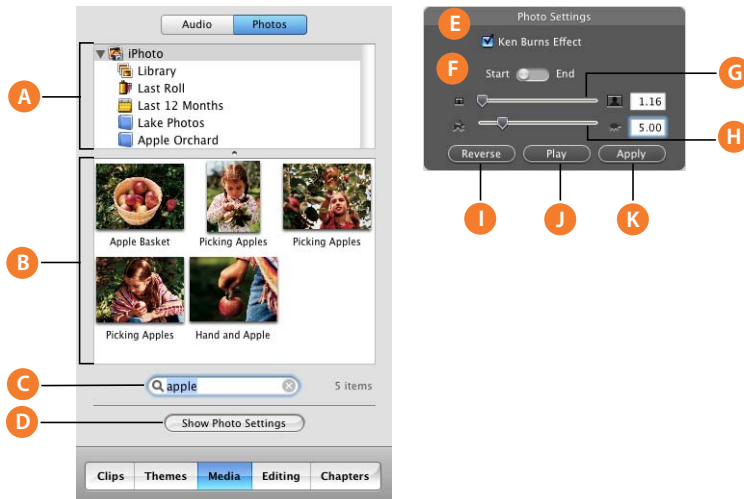 Audio Photos
iPhoto
Library
Last Roll
Last 12 Months
Lake Photos
Apple Orchard
A
Apple Basket Picking Apples Picking Apples
Picking Apples Hand and Apple
B
C apple 5 items
D Show Photo Settings
Clips Themes Media Editing Chapters
Photo Settings
E Ken Burns Effect
F Start End G
1.16
5.00 H
Reverse Play Apply
I J K